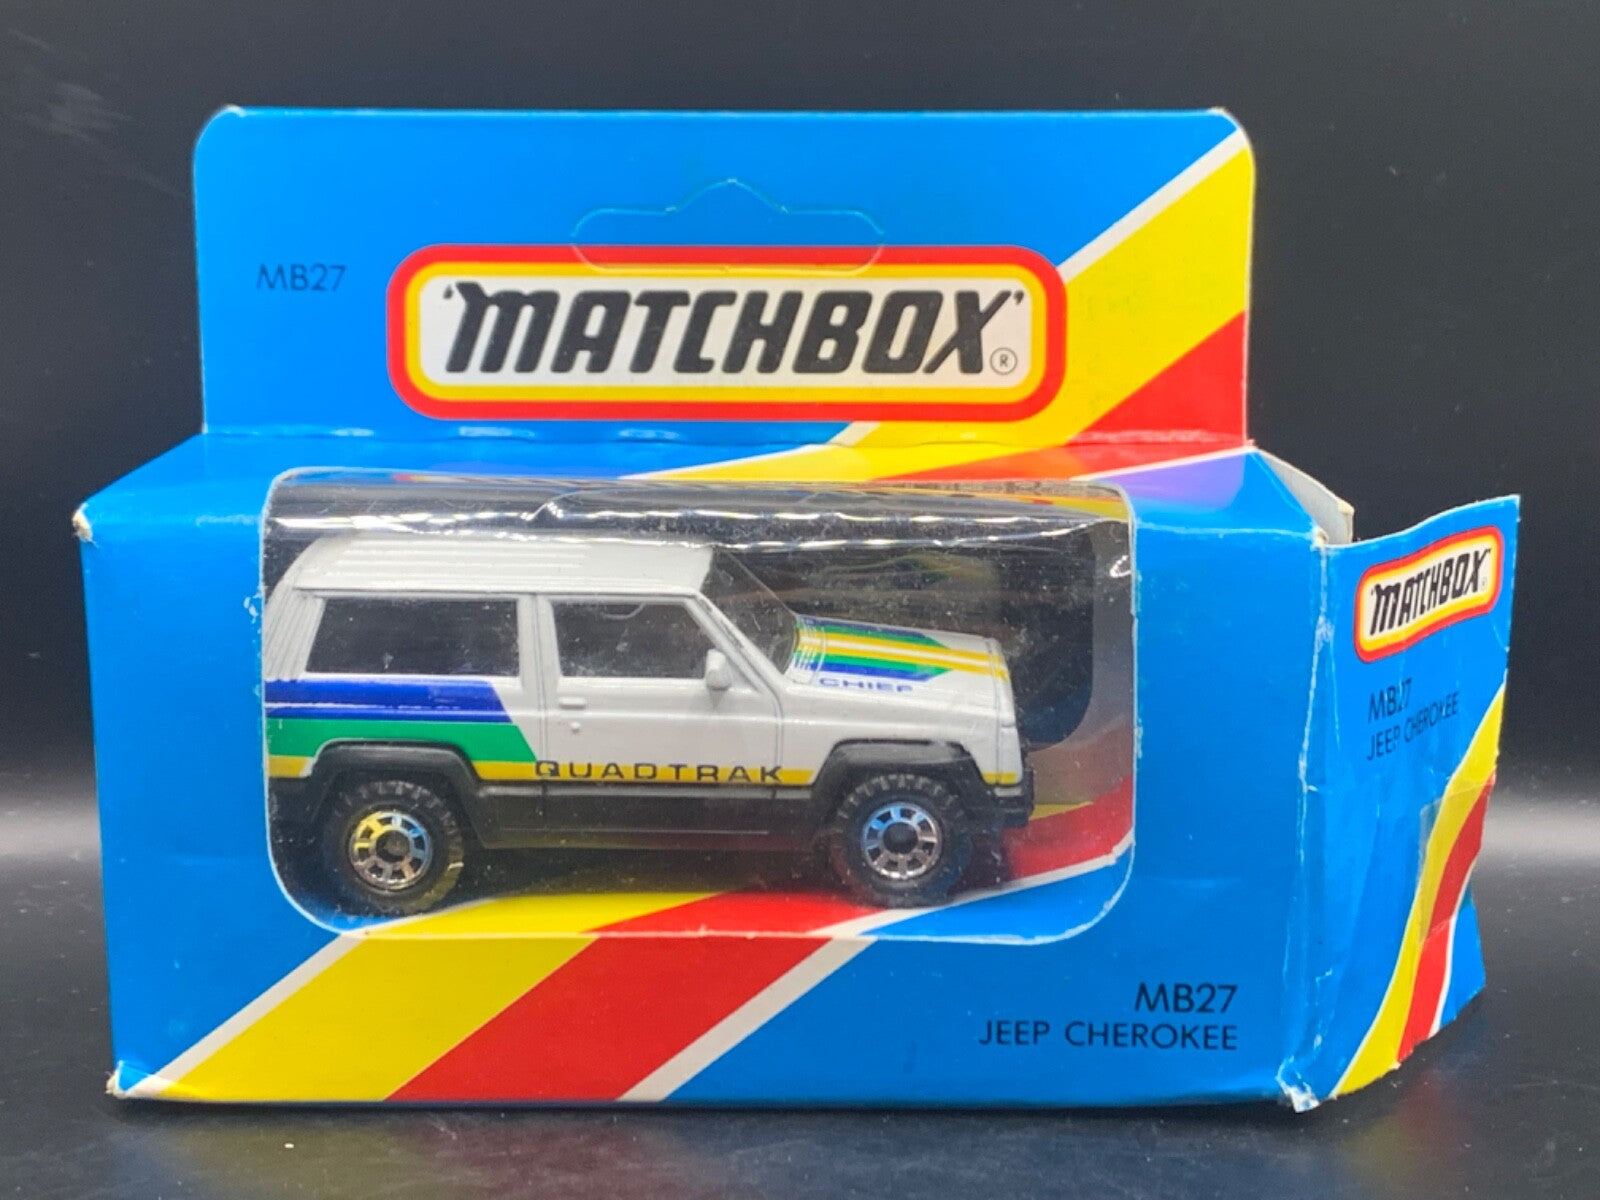 MB27
'MATCHBOX'®
CHIEF
QUADTRAK
MB27
JEEP CHEROKEE
'MATCHBOX'®
MB27
JEEP CHEROKEE